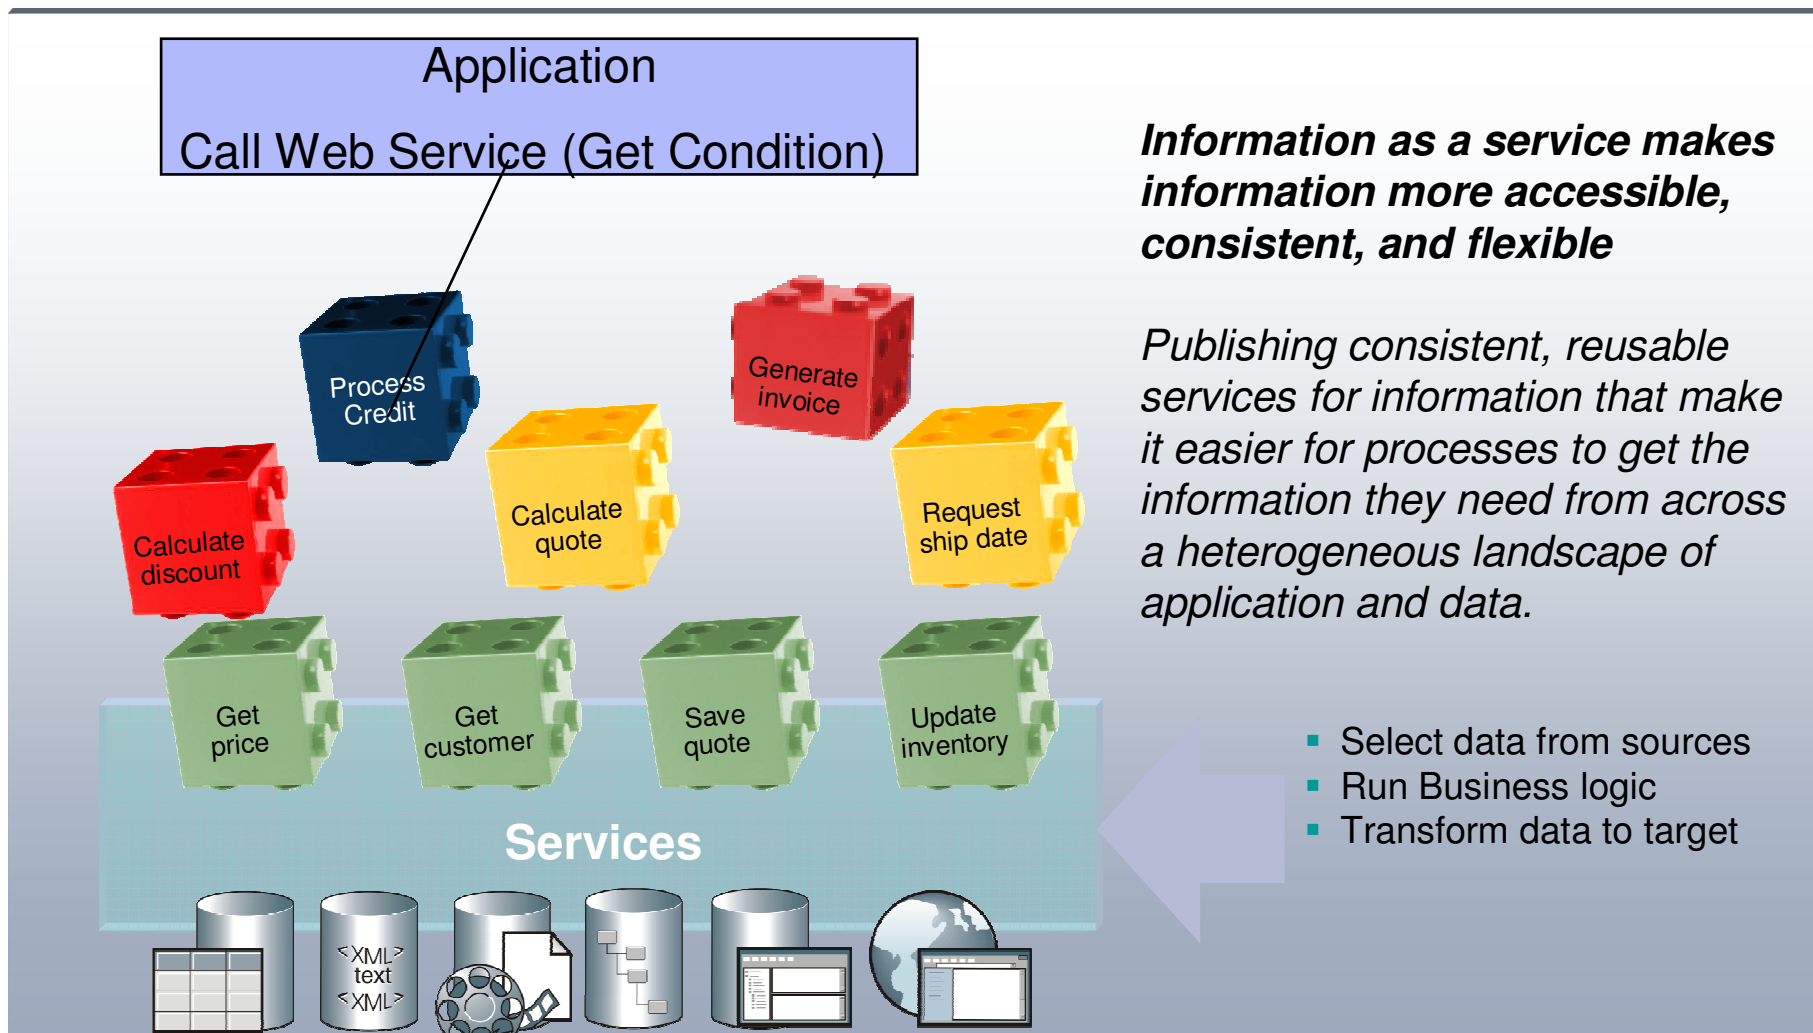 Application
Call Web Service (Get Condition)
Information as a service makes
information more accessible,
consistent, and flexible
Publishing consistent, reusable
services for information that make
it easier for processes to get the
information they need from across
a heterogeneous landscape of
application and data.
Process
Credit
Generate
invoice
Calculate
discount
Calculate
quote
Request
ship date
Get
price
Get
customer
Save
quote
Update
inventory
Services
▪ Select data from sources
▪ Run Business logic
▪ Transform data to target
<XML>
text
<XML>